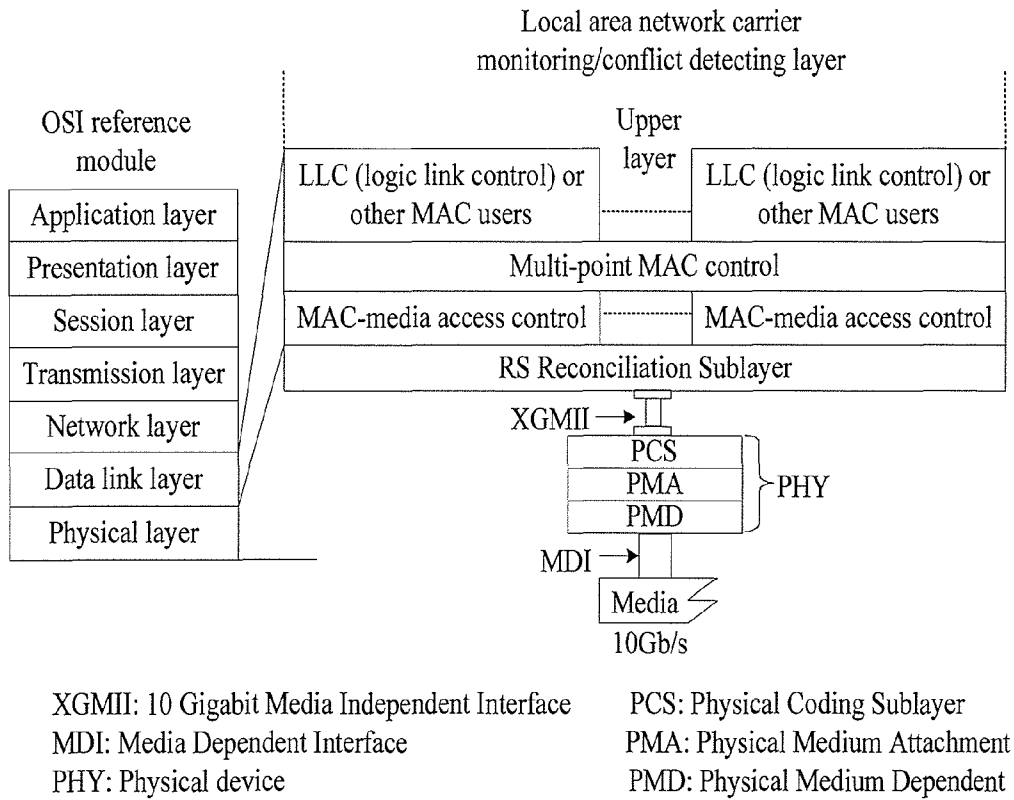 Local area network carrier
monitoring/conflict detecting layer
OSI reference
module
Application layer
Presentation layer
Session layer
Transmission layer
Network layer
Data link layer
Physical layer
Upper
layer
LLC (logic link control) or
other MAC users
LLC (logic link control) or
other MAC users
Multi-point MAC control
MAC-media access control
MAC-media access control
RS Reconciliation Sublayer
XGMII
PCS
PMA
PMD
PHY
MDI
Media
10Gb/s
XGMII: 10 Gigabit Media Independent Interface
MDI: Media Dependent Interface
PHY: Physical device
PCS: Physical Coding Sublayer
PMA: Physical Medium Attachment
PMD: Physical Medium Dependent